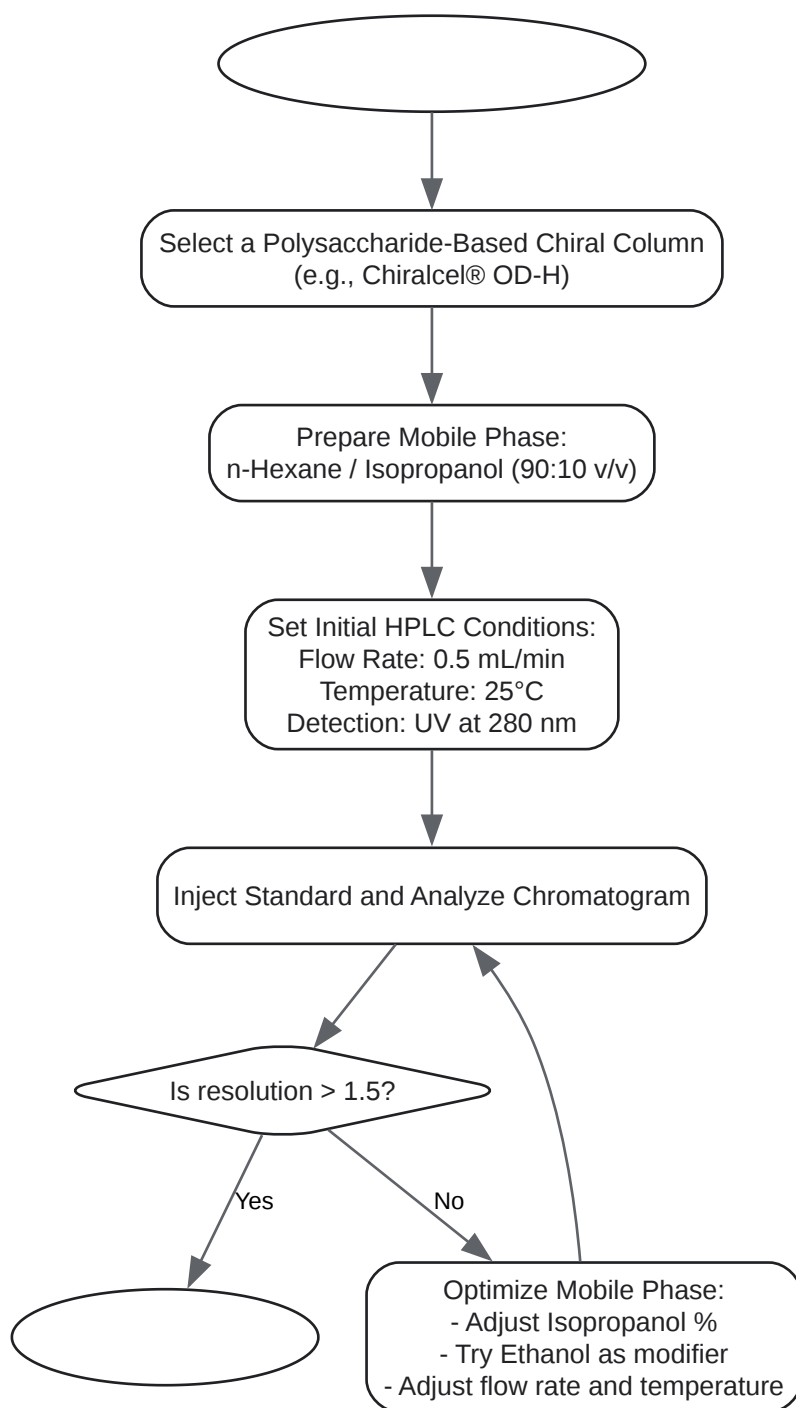 Select a Polysaccharide-Based Chiral Column
(e.g., Chiralcel® OD-H)
Prepare Mobile Phase:
n-Hexane / Isopropanol (90:10 v/v)
Set Initial HPLC Conditions:
Flow Rate: 0.5 mL/min
Temperature: 25°C
Detection: UV at 280 nm
Inject Standard and Analyze Chromatogram
Is resolution > 1.5?
Yes
No
Optimize Mobile Phase:
- Adjust Isopropanol %
- Try Ethanol as modifier
- Adjust flow rate and temperature